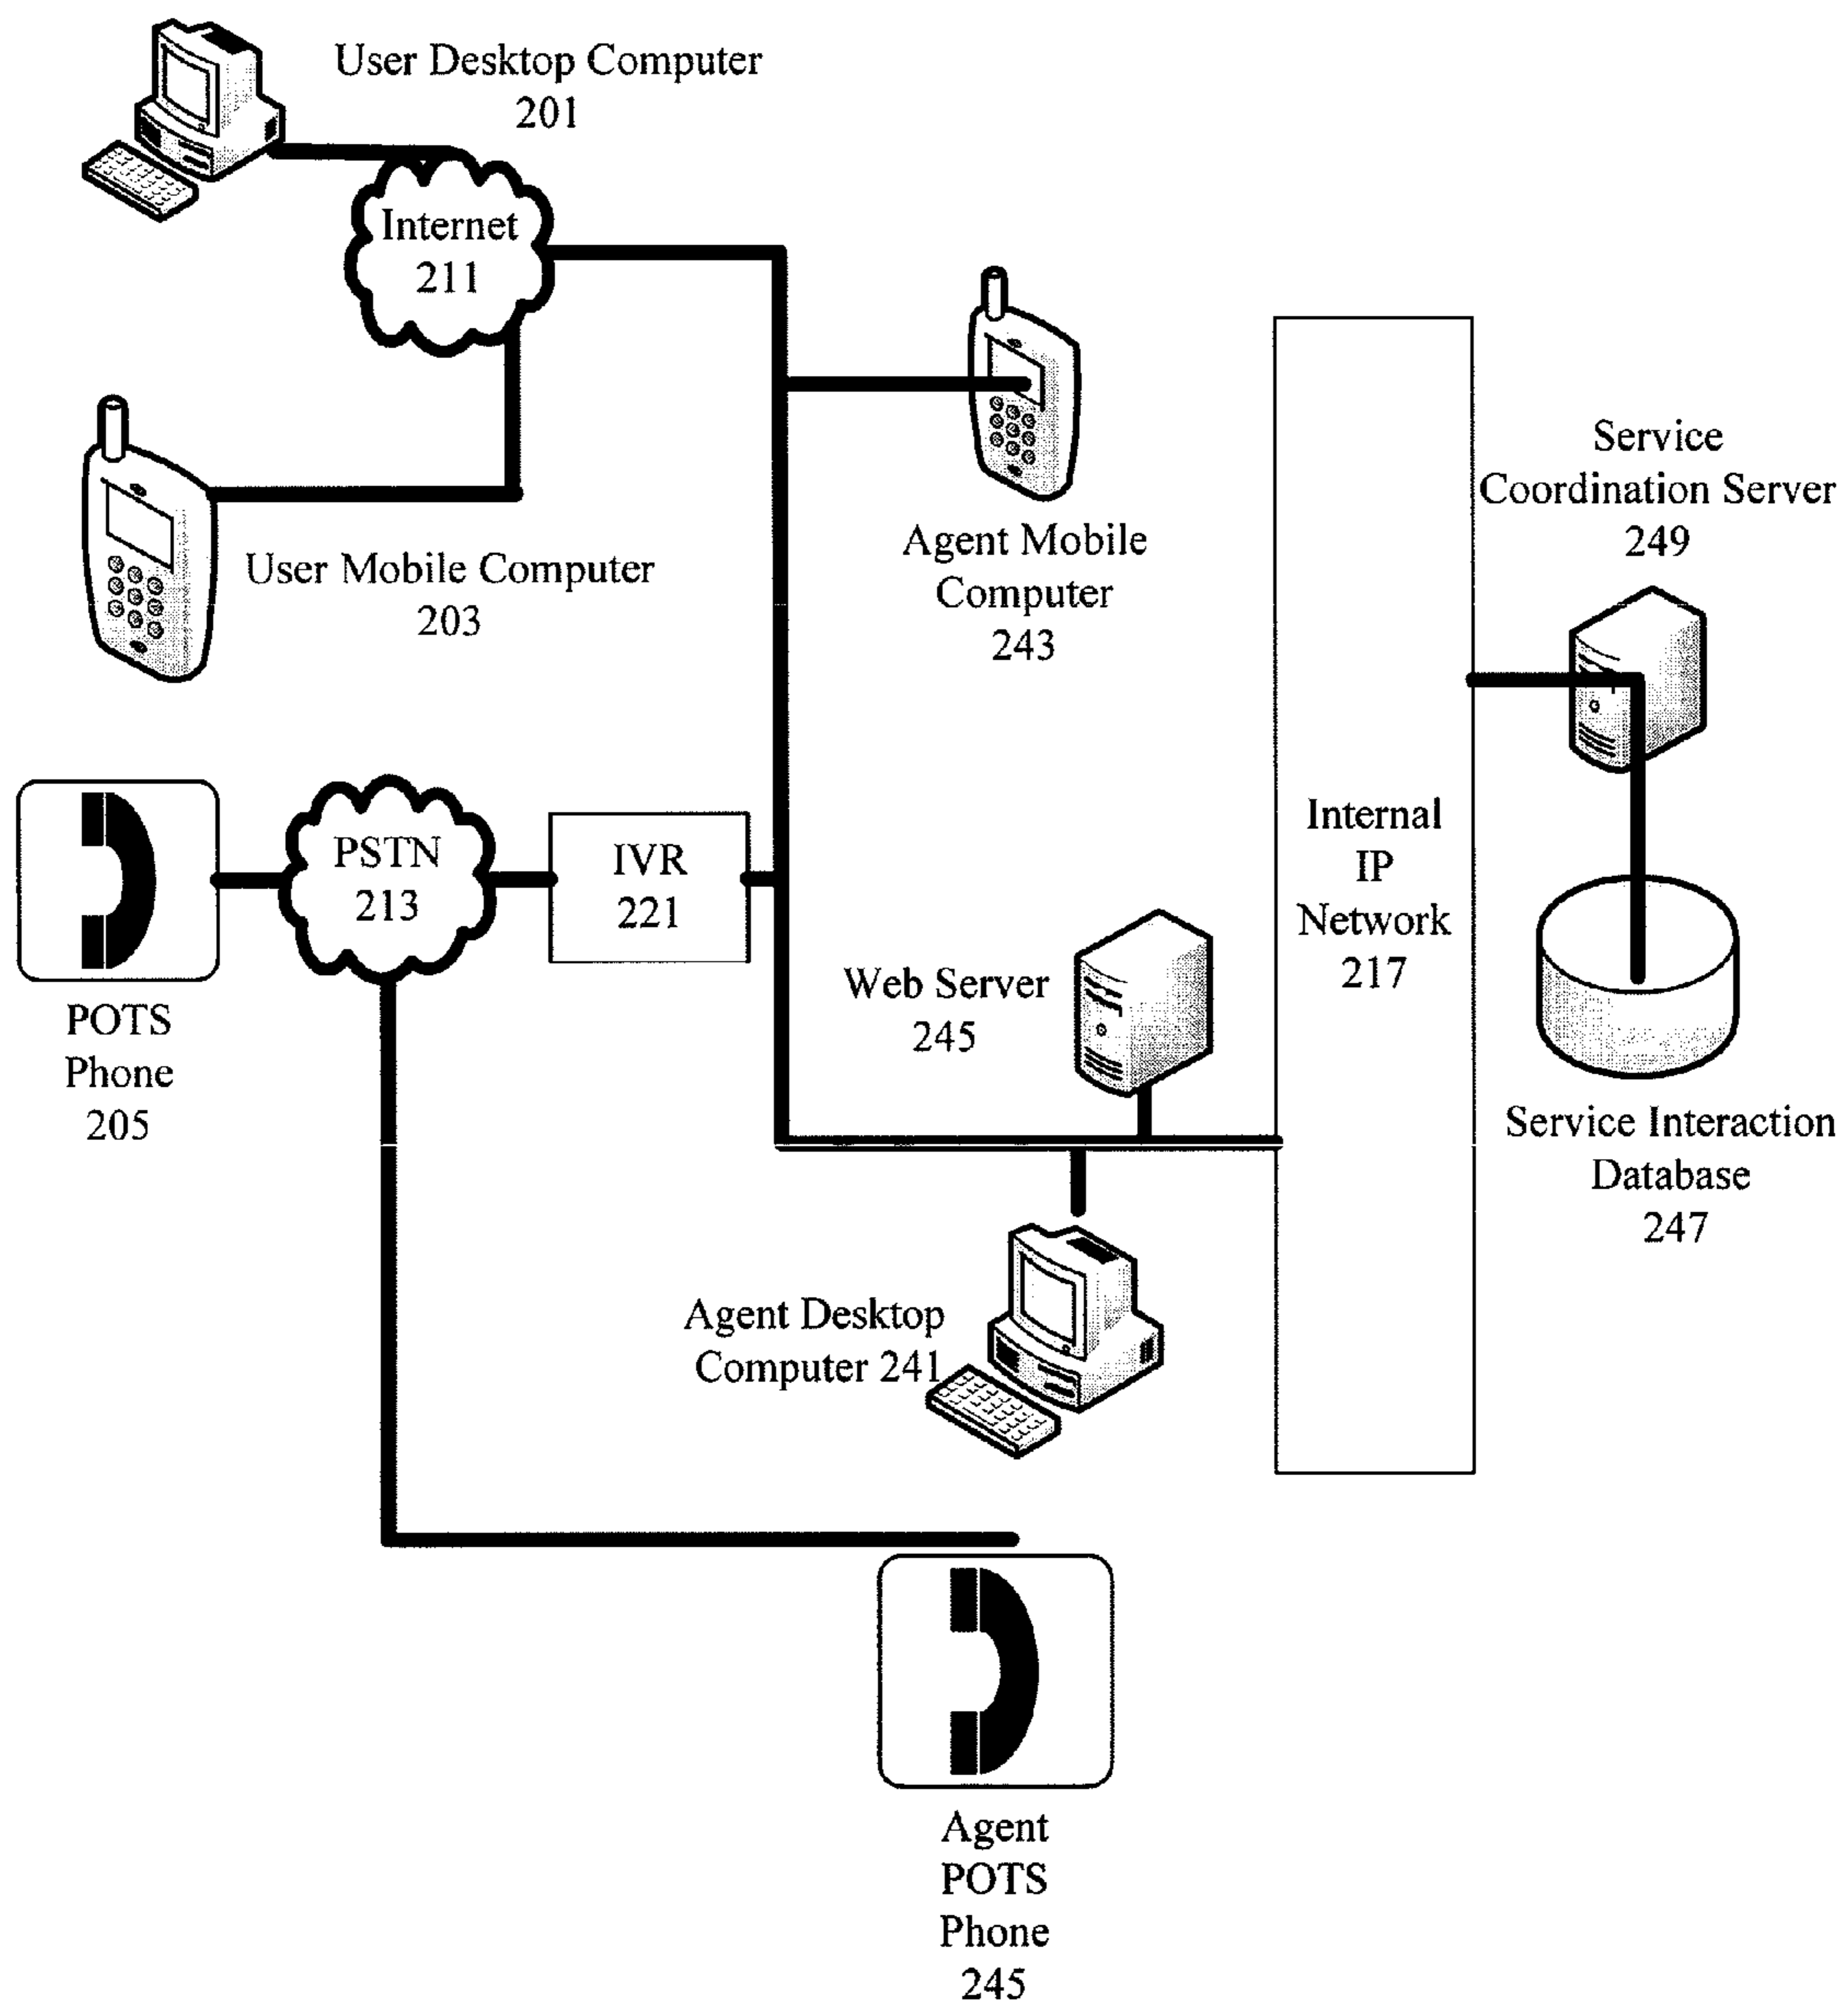 User Desktop Computer
201
Internet
211
User Mobile Computer
203
Agent Mobile
Computer
243
Service
Coordination Server
249
PSTN
213
IVR
221
POTS
Phone
205
Internal
IP
Network
217
Web Server
245
Service Interaction
Database
247
Agent Desktop
Computer 241
Agent
POTS
Phone
245